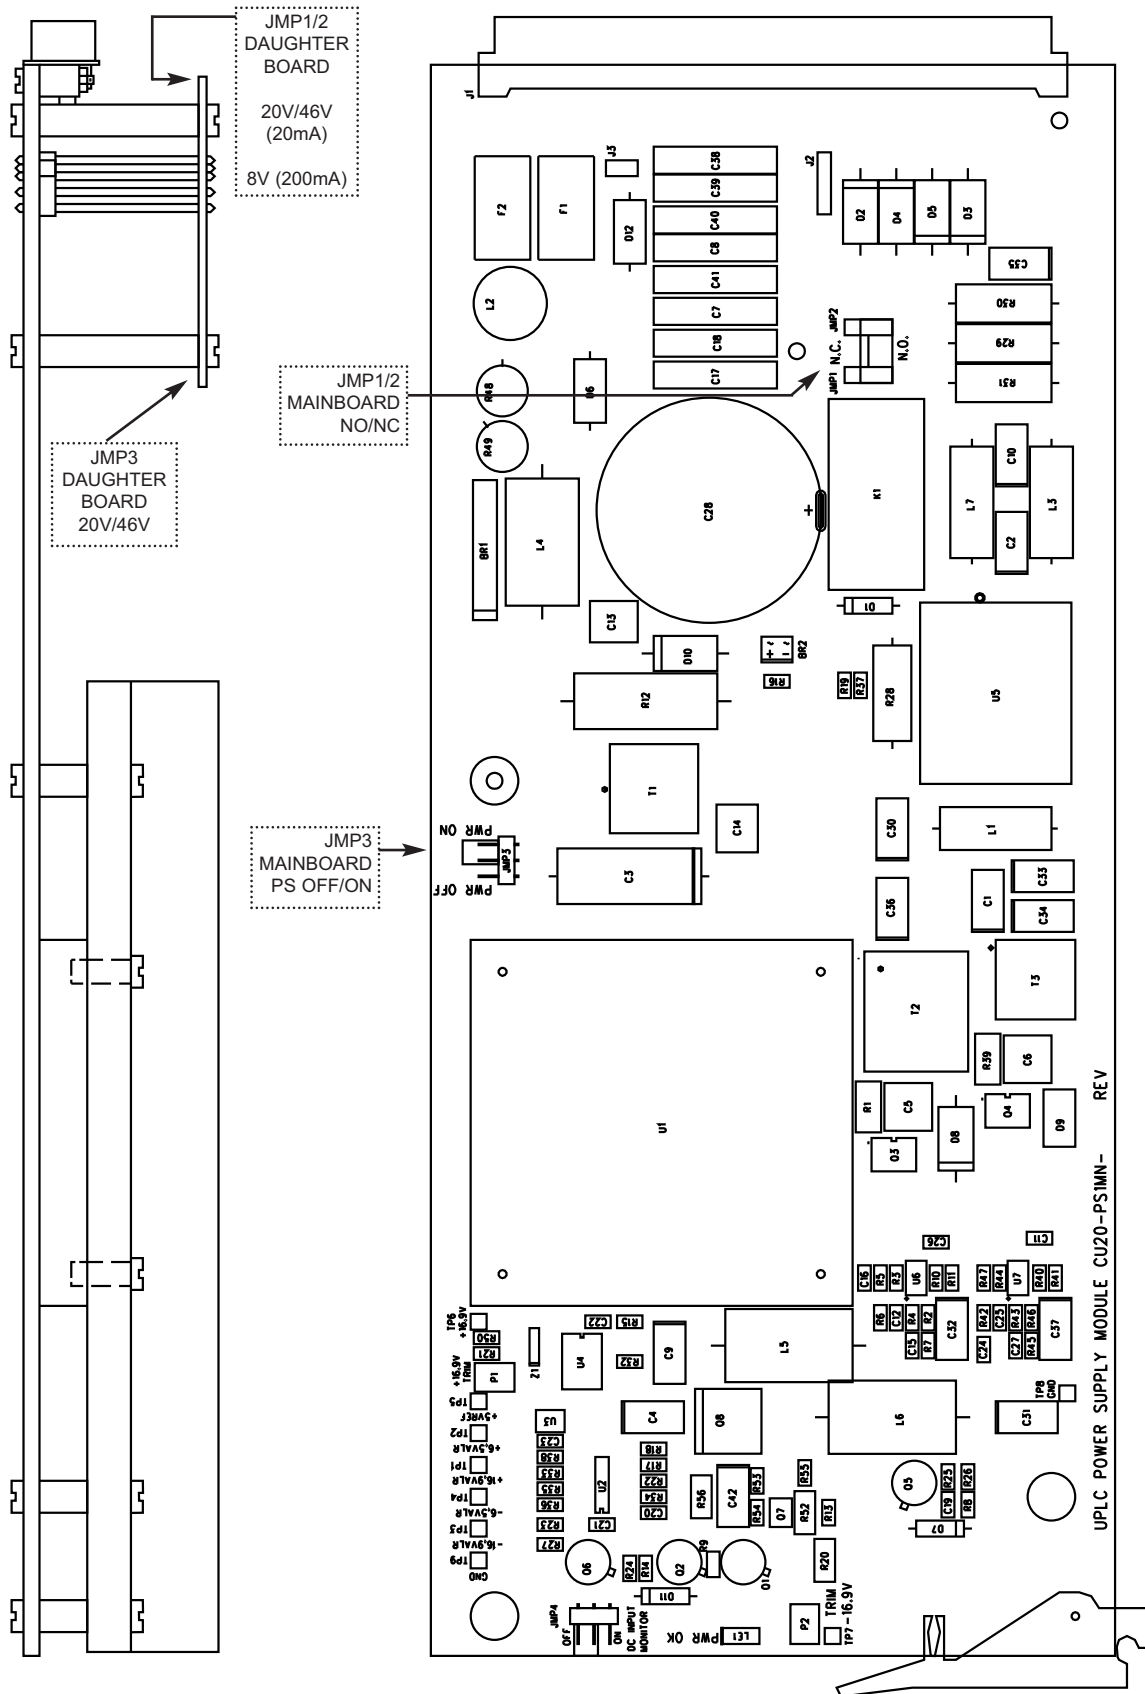 JMP1/2
DAUGHTER
BOARD
20V/46V
(20mA)
8V (200mA)
JMP3
DAUGHTER
BOARD
20V/46V
JMP1/2
MAINBOARD
NO/NC
JMP3
MAINBOARD
PS OFF/ON
J1
J3
J2
F2
F1
D12
C38
C39
C40
C8
C41
C7
C18
C17
D2
D4
D5
D3
C35
L2
R30
R29
R31
JMP1 N.C. JMP2
N.O.
R48
R49
D6
C28
+
K1
C10
L7
L3
C2
BR1
L4
C13
D1
D10
+ ~
- ~
BR2
R16
R12
R19
R37
R28
U5
T1
C14
C30
L1
PWR ON
JMP3
PWR OFF
C3
C36
C1
C33
C34
T2
T3
R39
C6
U1
R1
C5
Q3
D8
Q4
D9
C26
C11
C16
R5
R3
U6
R10
R11
R47
R44
U7
R40
R41
R6
C12
R4
R2
C32
R42
C25
R43
R46
C37
C15
R7
C24
C27
R45
TP6
+16.9V
R50
R21
+16.9V
TRIM
P1
Z1
U4
C22
R15
R32
C9
L5
TP5
+5VREF
TP2
+6.5VALR
TP1
+16.9VALR
TP4
-6.5VALR
TP3
-16.9VALR
TP9
GND
U3
C23
R38
R33
R35
R36
R23
R27
U2
C21
C4
R18
R17
R22
R34
C20
Q8
L6
TP8
GND
C31
R56
C42
R53
R54
R55
Q7
R52
R13
Q5
R25
R26
C19
R8
D7
Q6
R24
R14
Q2
R9
Q1
R20
D11
JMP4
OFF
ON
DC INPUT
MONITOR
PWR OK
LE1
P2
TRIM
TP7 -16.9V
UPLC POWER SUPPLY MODULE CU20-PS1MN- REV